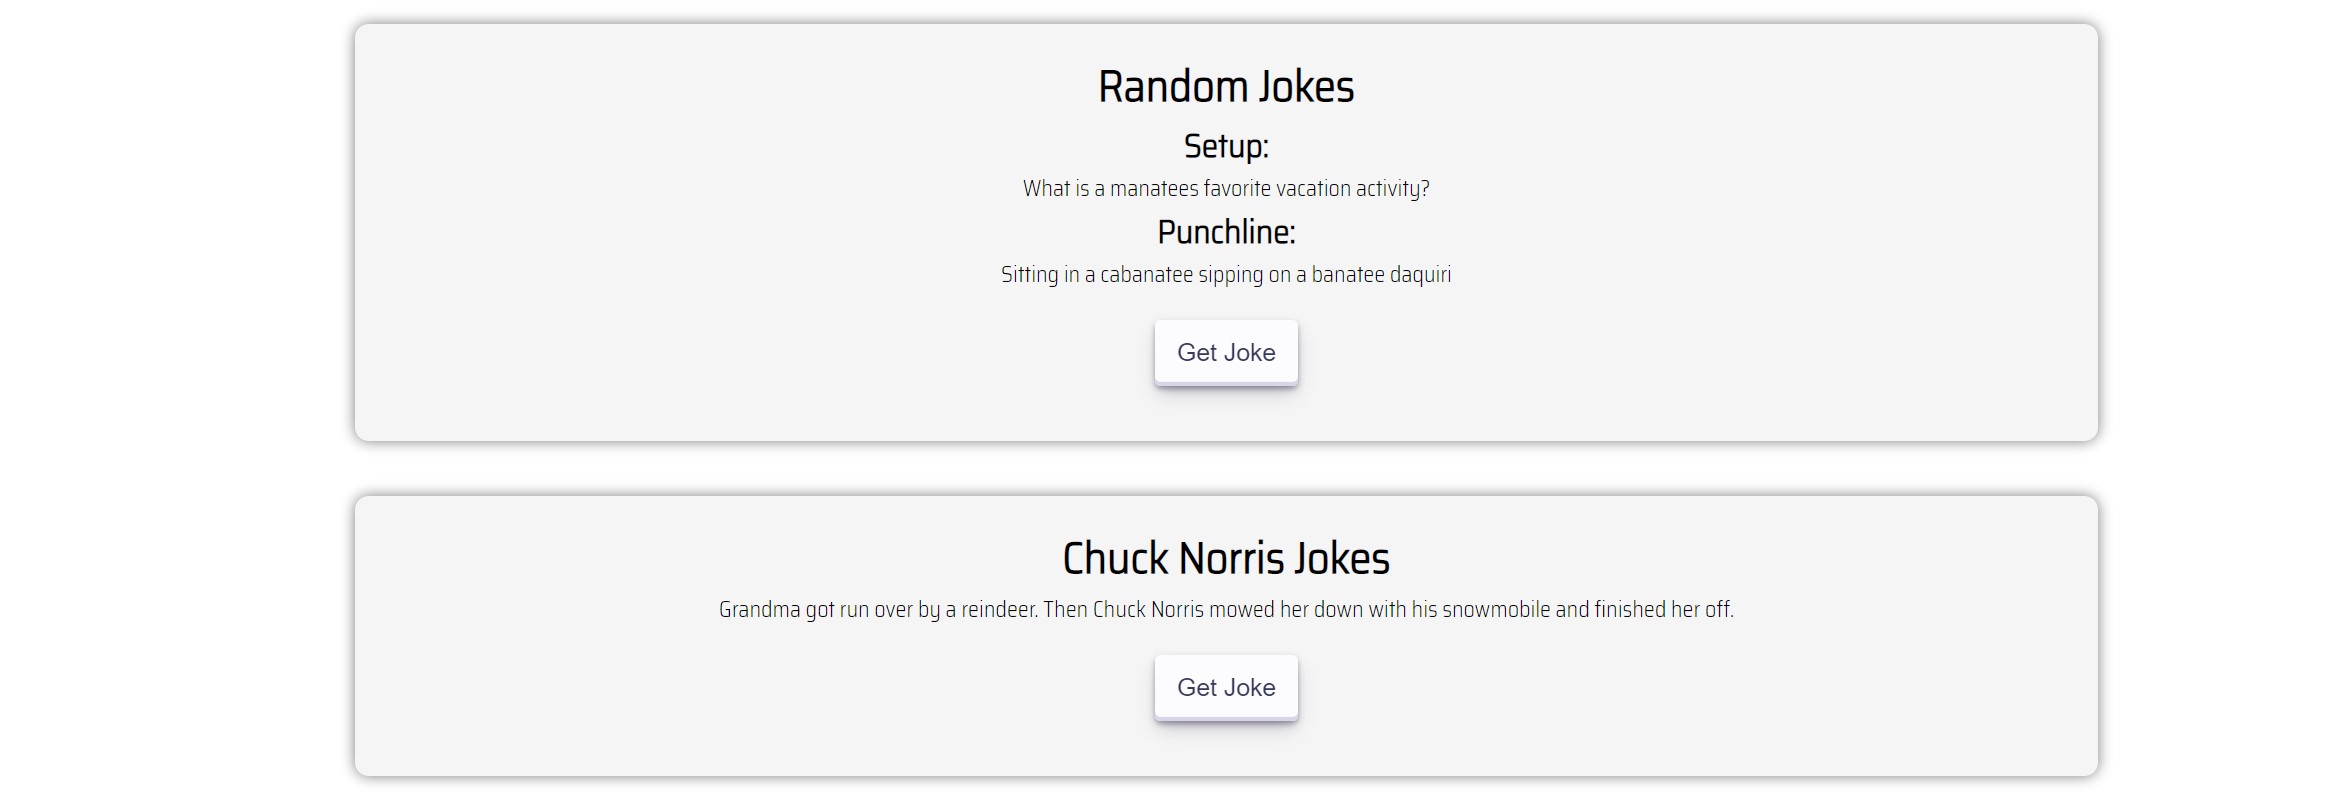 Random Jokes
Setup:
What is a manatees favorite vacation activity?
Punchline:
Sitting in a cabanatee sipping on a banatee daquiri
Get Joke
Chuck Norris Jokes
Grandma got run over by a reindeer. Then Chuck Norris mowed her down with his snowmobile and finished her off.
Get Joke